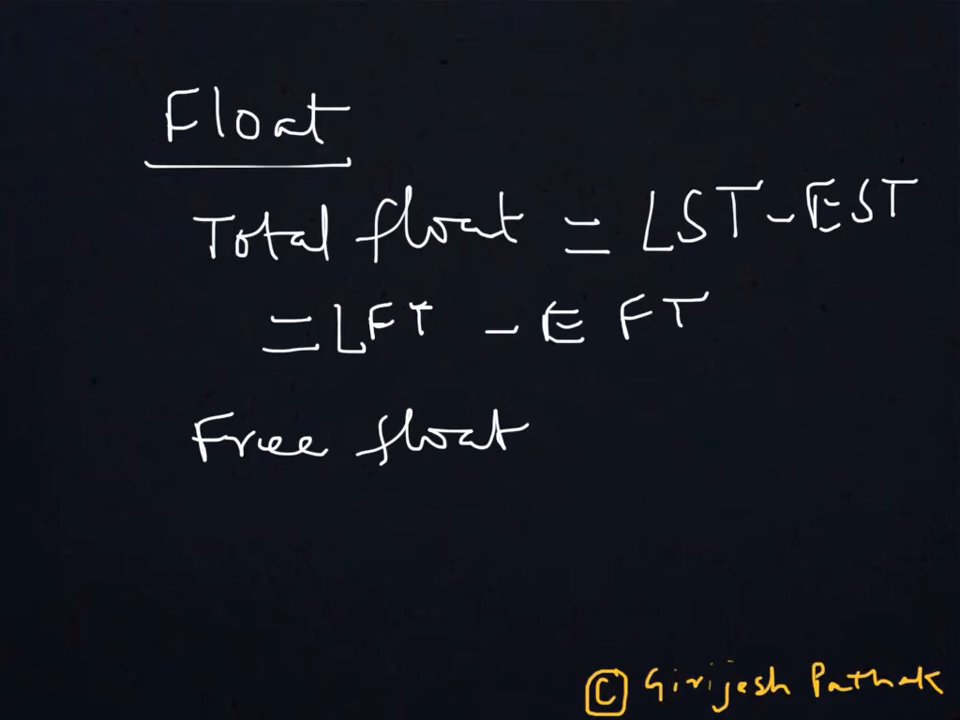 Float
Total float = LST - EST
= LFT - EFT
Free float
© Girijesh Pathak